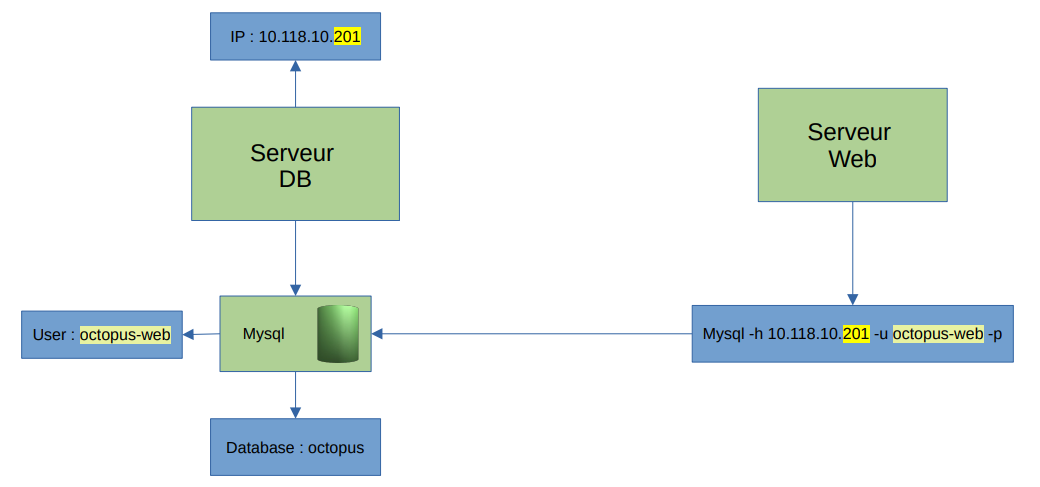 IP : 10.118.10.201
Serveur
DB
Serveur
Web
User : octopus-web
Mysql
Mysql -h 10.118.10.201 -u octopus-web -p
Database : octopus